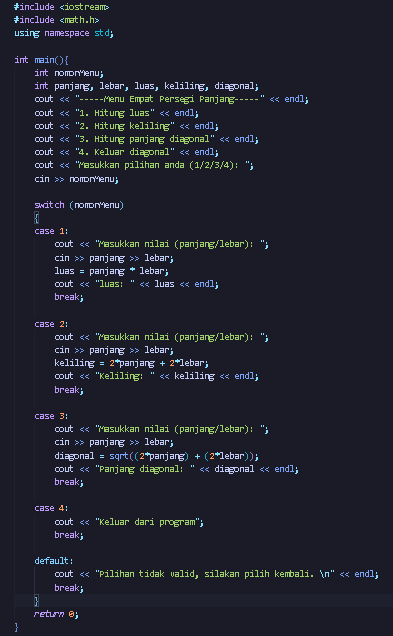 #include <iostream>
#include <math.h>
using namespace std;

int main(){
    int nomorMenu;
    int panjang, lebar, luas, keliling, diagonal;
    cout << "-----Menu Empat Persegi Panjang-----" << endl;
    cout << "1. Hitung luas" << endl;
    cout << "2. Hitung keliling" << endl;
    cout << "3. Hitung panjang diagonal" << endl;
    cout << "4. Keluar diagonal" << endl;
    cout << "Masukkan pilihan anda (1/2/3/4): ";
    cin >> nomorMenu;

    switch (nomorMenu)
    {
    case 1:
        cout << "Masukkan nilai (panjang/lebar): ";
        cin >> panjang >> lebar;
        luas = panjang * lebar;
        cout << "luas: " << luas << endl;
        break;

    case 2:
        cout << "Masukkan nilai (panjang/lebar): ";
        cin >> panjang >> lebar;
        keliling = 2*panjang + 2*lebar;
        cout << "Keliling: " << keliling << endl;
        break;

    case 3:
        cout << "Masukkan nilai (panjang/lebar): ";
        cin >> panjang >> lebar;
        diagonal = sqrt((2*panjang) + (2*lebar));
        cout << "Panjang diagonal: " << diagonal << endl;
        break;

    case 4:
        cout << "Keluar dari program";
        break;

    default:
        cout << "Pilihan tidak valid, silakan pilih kembali. \n" << endl;
        break;
    }
    return 0;
}